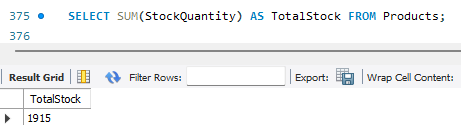 375 SELECT SUM(StockQuantity) AS TotalStock FROM Products;
376
Result Grid Filter Rows: Export: Wrap Cell Content:
TotalStock
1915